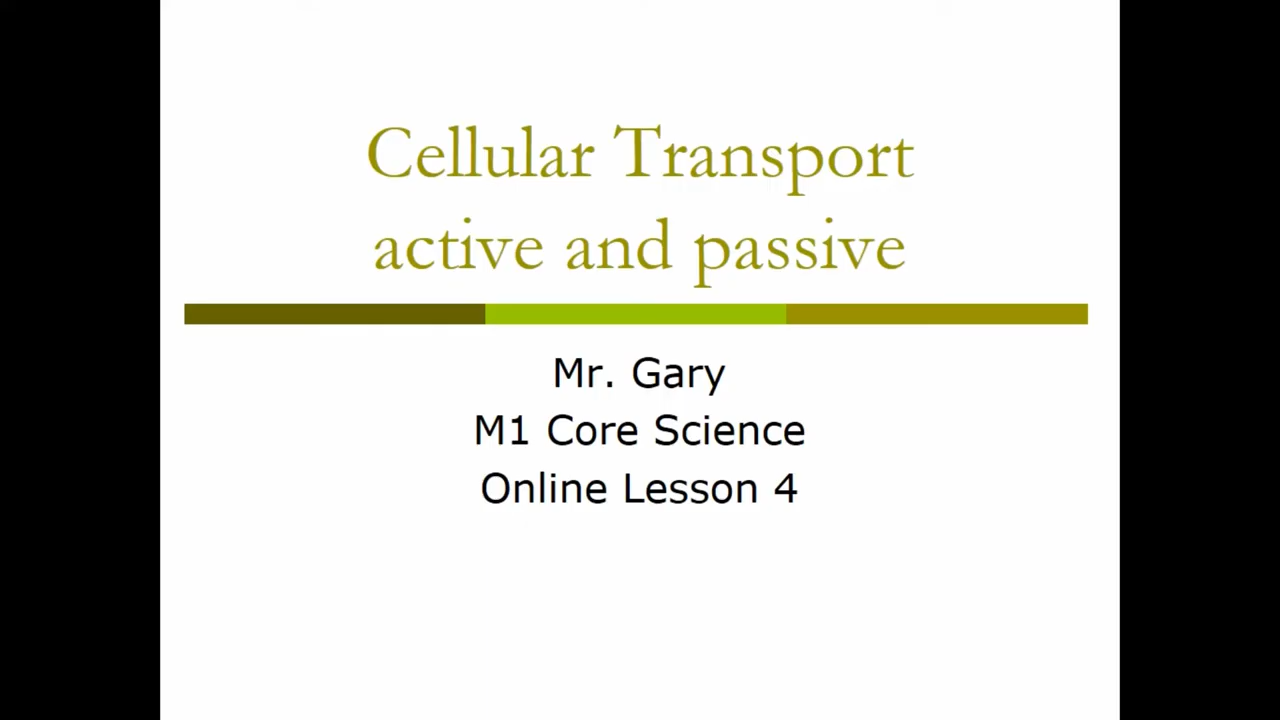 Cellular Transport
active and passive
Mr. Gary
M1 Core Science
Online Lesson 4